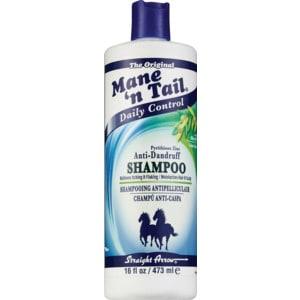 The Original
Mane 'n Tail
Daily Control
Pyrithione Zinc
Anti-Dandruff
SHAMPOO
Itching & Flaking / Moisturizes Hair & Scalp
SHAMPOOING ANTIPELLICULAIRE
CHAMPÚ ANTI-CASPA
Straight Arrow
16 fl oz / 473 ml e